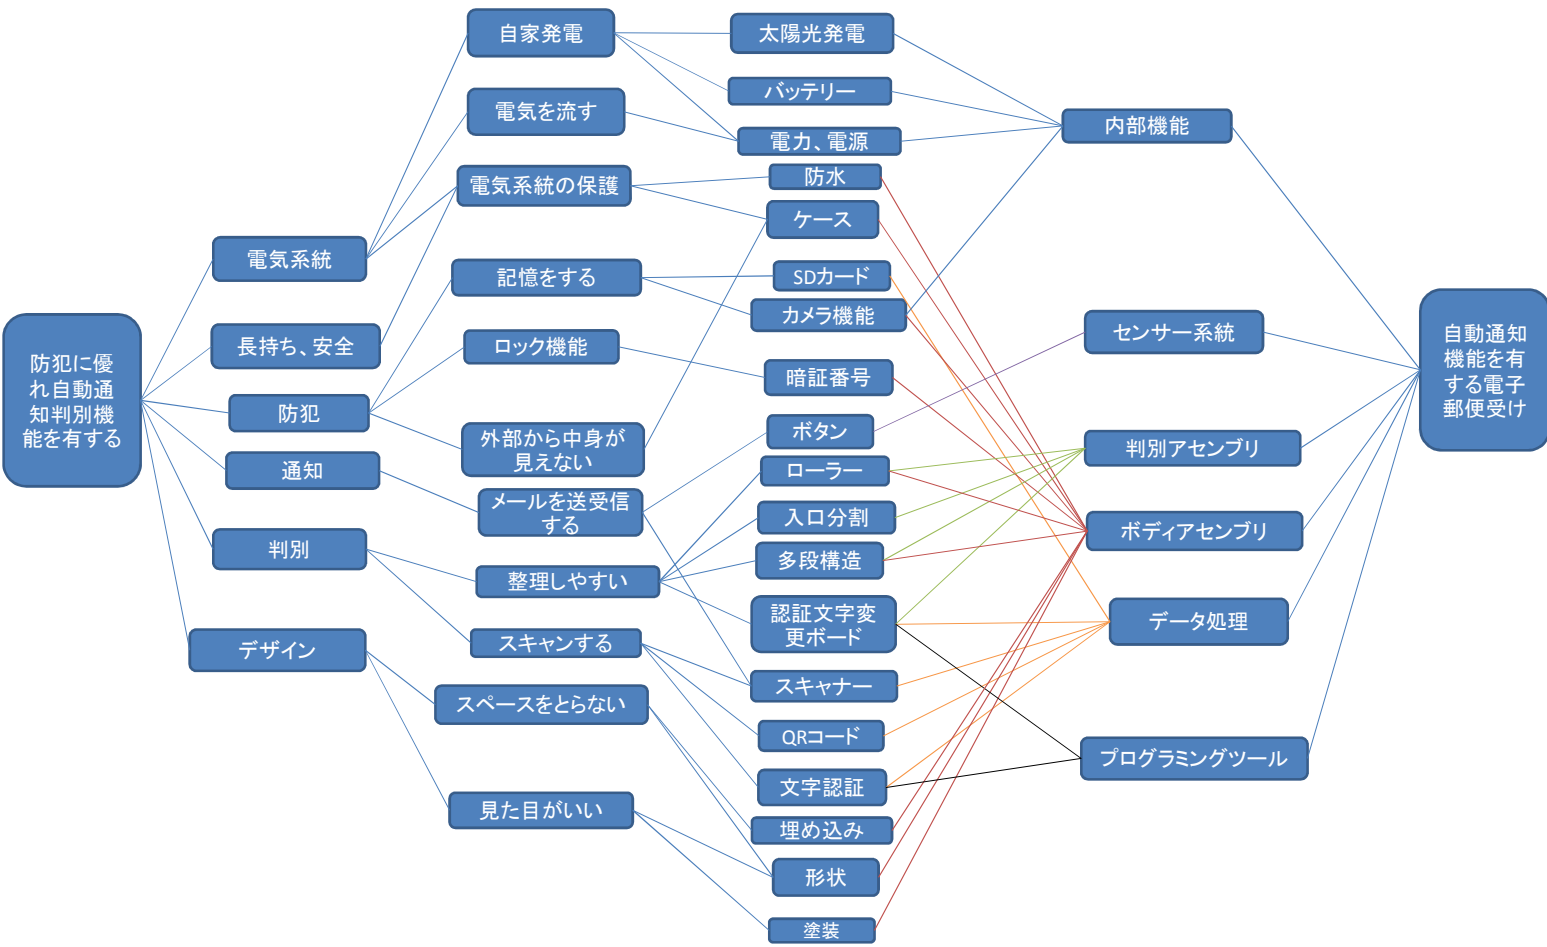 防犯に優
れ自動通
知判別機
能を有する
電気系統
長持ち、安全
防犯
通知
判別
デザイン
自家発電
電気を流す
電気系統の保護
記憶をする
ロック機能
外部から中身が
見えない
メールを送受信
する
整理しやすい
スキャンする
スペースをとらない
見た目がいい
太陽光発電
バッテリー
電力、電源
防水
ケース
SDカード
カメラ機能
暗証番号
ボタン
ローラー
入口分割
多段構造
認証文字変
更ボード
スキャナー
QRコード
文字認証
埋め込み
形状
塗装
内部機能
センサー系統
判別アセンブリ
ボディアセンブリ
データ処理
プログラミングツール
自動通知
機能を有
する電子
郵便受け